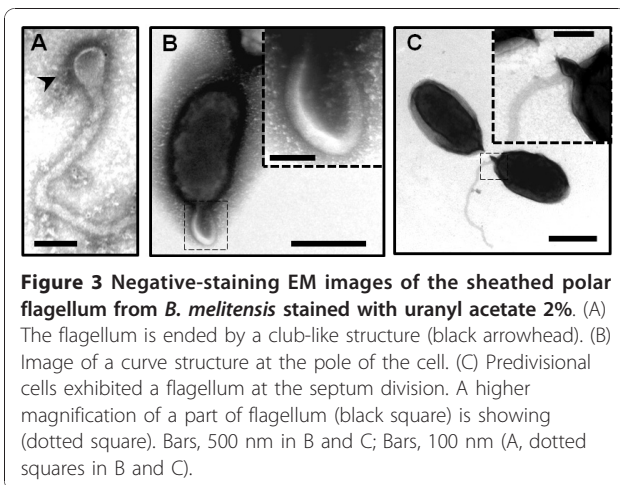 A
B
C
Figure 3 Negative-staining EM images of the sheathed polar
flagellum from B. melitensis stained with uranyl acetate 2%. (A)
The flagellum is ended by a club-like structure (black arrowhead). (B)
Image of a curve structure at the pole of the cell. (C) Predivisional
cells exhibited a flagellum at the septum division. A higher
magnification of a part of flagellum (black square) is showing
(dotted square). Bars, 500 nm in B and C; Bars, 100 nm (A, dotted
squares in B and C).